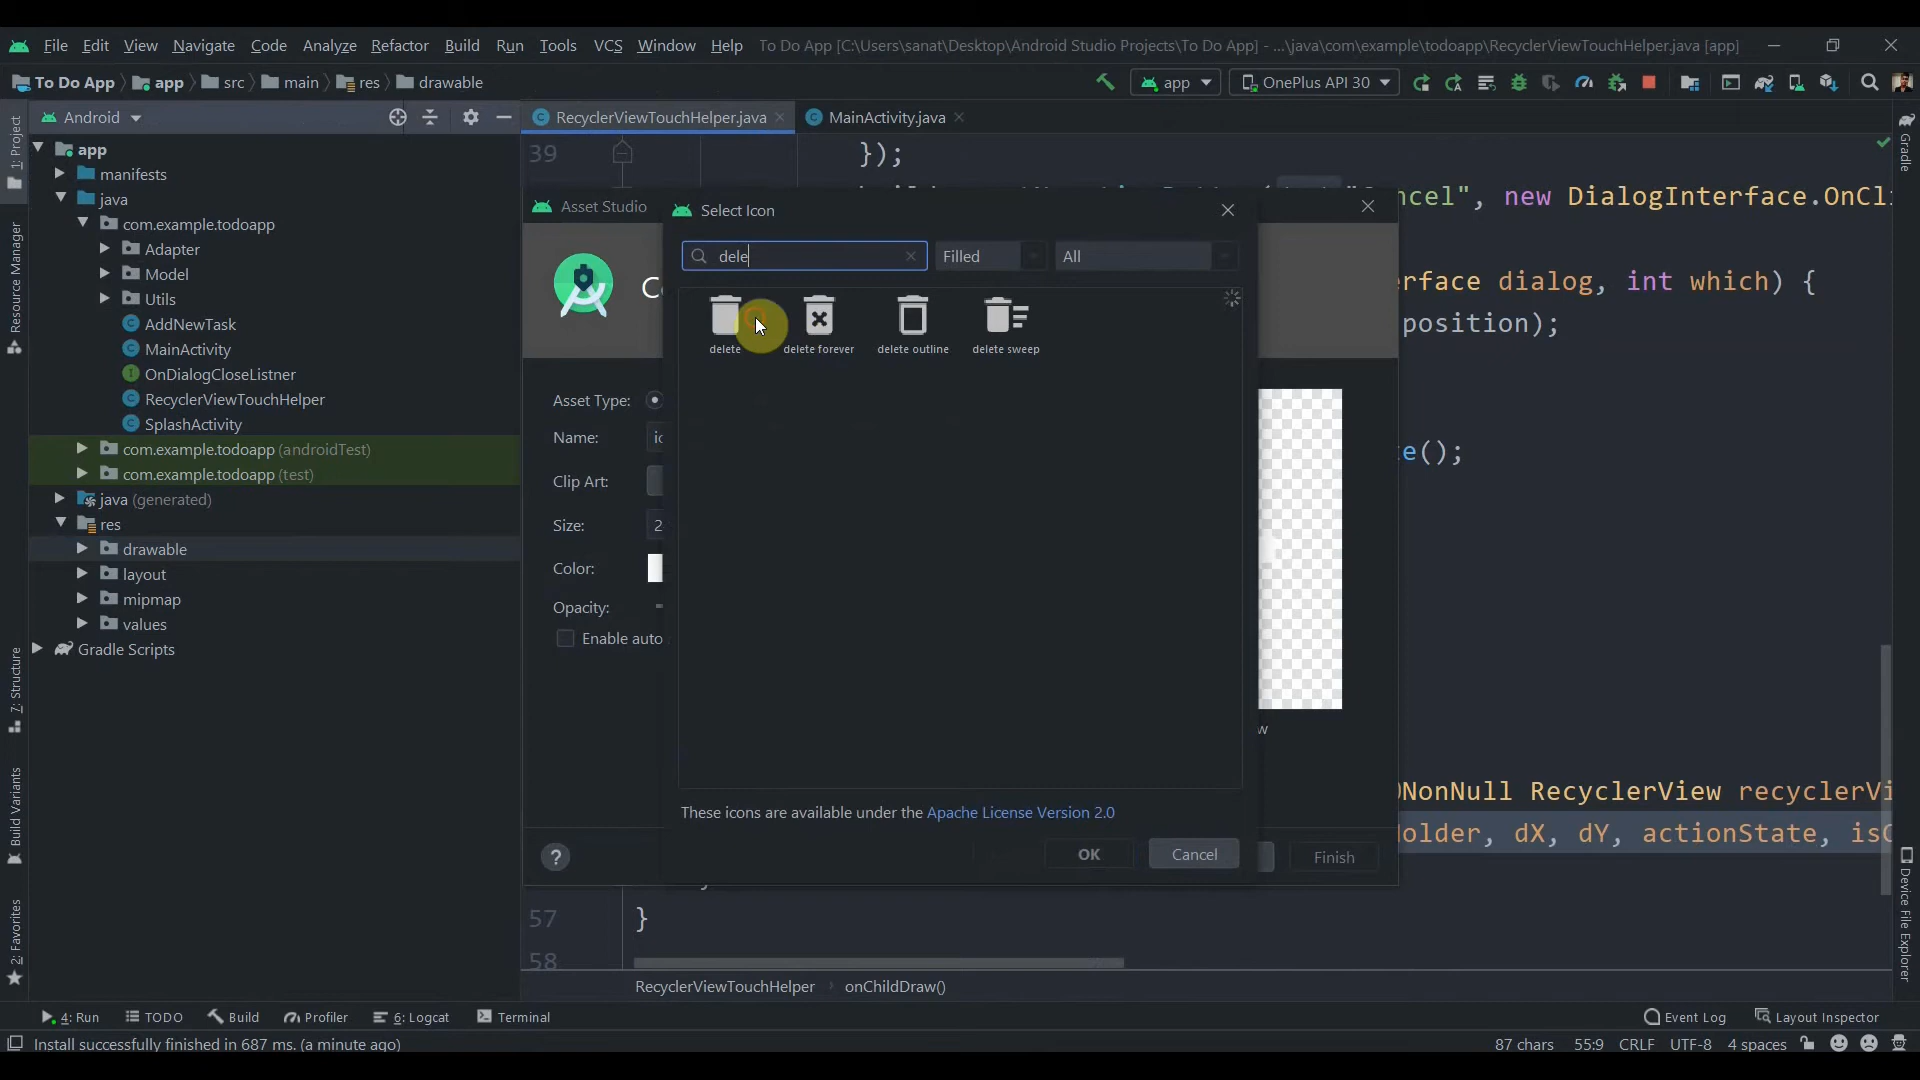 File Edit View Navigate Code Analyze Refactor Build Run Tools VCS Window Help To Do App [C:\Users\sanat\Desktop\Android Studio Projects\To Do App] - ...\java\com\example\todoapp\RecyclerViewTouchHelper.java [app]
To Do App app src main res drawable app OnePlus API 30
Android RecyclerViewTouchHelper.java MainActivity.java
1: Project
Resource Manager
7: Structure
Build Variants
2: Favorites
app
manifests
java
com.example.todoapp
Adapter
Model
Utils
AddNewTask
MainActivity
OnDialogCloseListner
RecyclerViewTouchHelper
SplashActivity
com.example.todoapp (androidTest)
com.example.todoapp (test)
java (generated)
res
drawable
layout
mipmap
values
Gradle Scripts
39 });
ncel", new DialogInterface.OnCl
rface dialog, int which) {
position);
e();
NonNull RecyclerView recyclerVi
older, dX, dY, actionState, isC
57 }
58
Asset Studio
Asset Type:
Name:
Clip Art:
Size: 2
Color:
Opacity:
Enable auto
Finish
Select Icon
dele Filled All
delete delete forever delete outline delete sweep
These icons are available under the Apache License Version 2.0
OK Cancel
RecyclerViewTouchHelper onChildDraw()
Gradle
Device File Explorer
4: Run TODO Build Profiler 6: Logcat Terminal Event Log Layout Inspector
Install successfully finished in 687 ms. (a minute ago) 87 chars 55:9 CRLF UTF-8 4 spaces